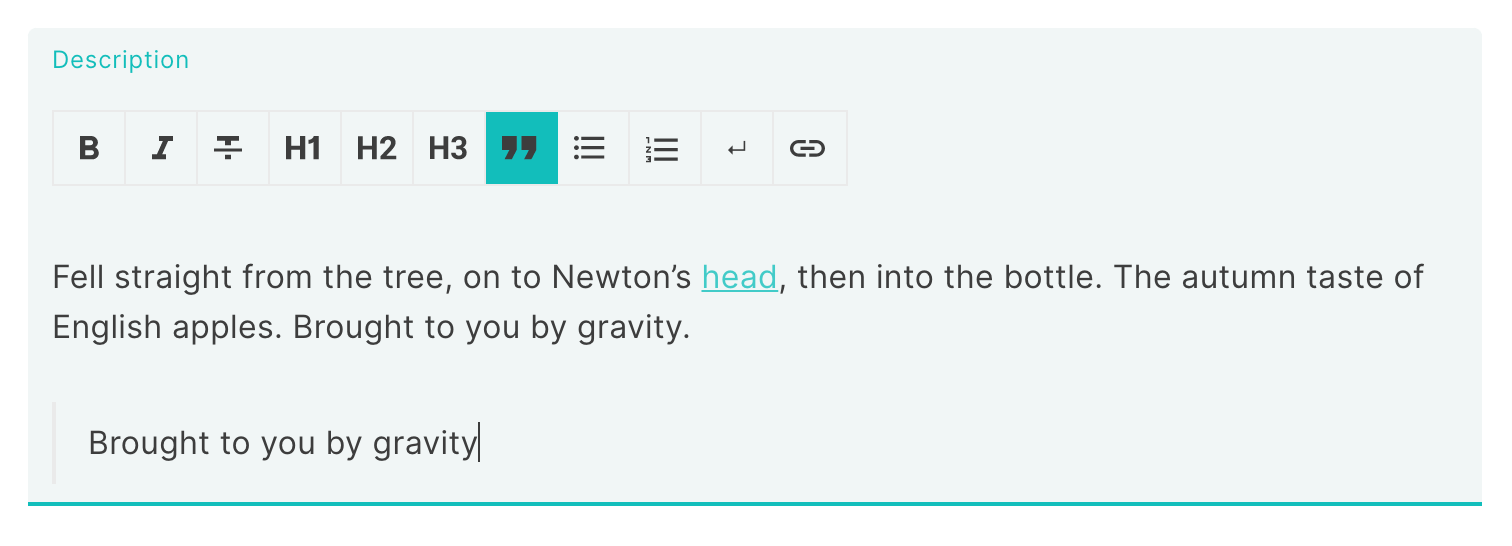 Description
B I T H1 H2 H3
Fell straight from the tree, on to Newton’s head, then into the bottle. The autumn taste of
English apples. Brought to you by gravity.
Brought to you by gravity